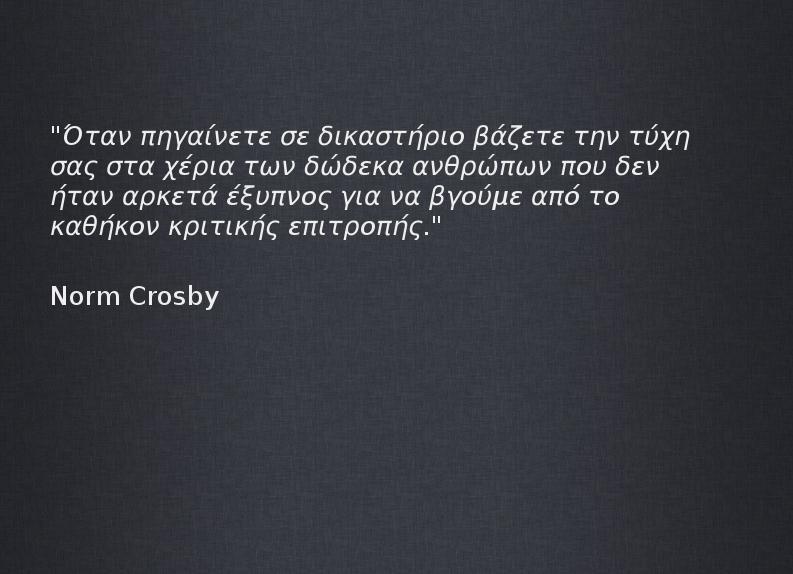 "Όταν πηγαίνετε σε δικαστήριο βάζετε την τύχη
σας στα χέρια των δώδεκα ανθρώπων που δεν
ήταν αρκετά έξυπνος για να βγούμε από το
καθήκον κριτικής επιτροπής."
Norm Crosby